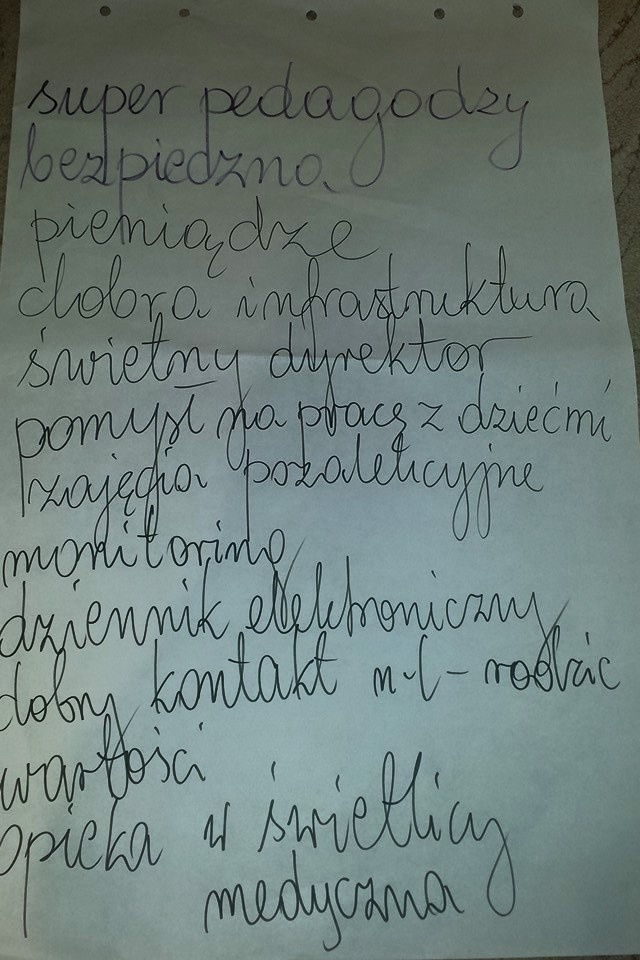 super pedagodzy
bezpiedzna
pieniądze
dobra infrastruktura
świetny dyrektor
pomysł na pracę z dziećmi
zajęcia pozalekcyjne
monitoring
dziennik elektroniczny
dobry kontakt n-l – rodzic
wartości
opieka w świetlicy
medyczna